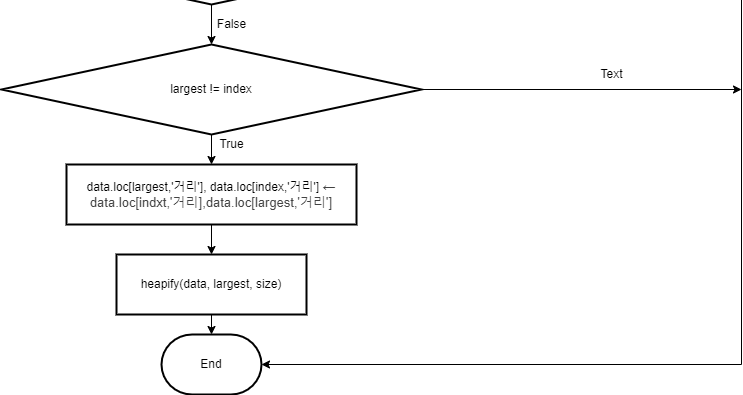 False
largest != index
Text
True
data.loc[largest,'거리'], data.loc[index,'거리'] ←
data.loc[indxt,'거리],data.loc[largest,'거리']
heapify(data, largest, size)
End